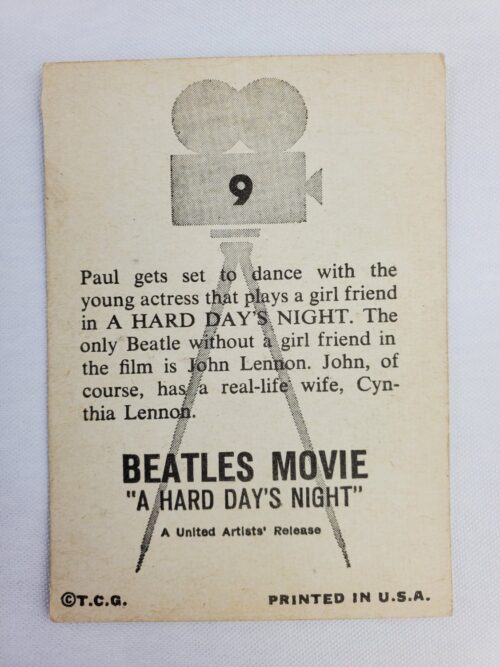 9
Paul gets set to dance with the
young actress that plays a girl friend
in A HARD DAY'S NIGHT. The
only Beatle without a girl friend in
the film is John Lennon. John, of
course, has a real-life wife, Cyn-
thia Lennon.
BEATLES MOVIE
"A HARD DAY'S NIGHT"
A United Artists' Release
©T.C.G. PRINTED IN U.S.A.